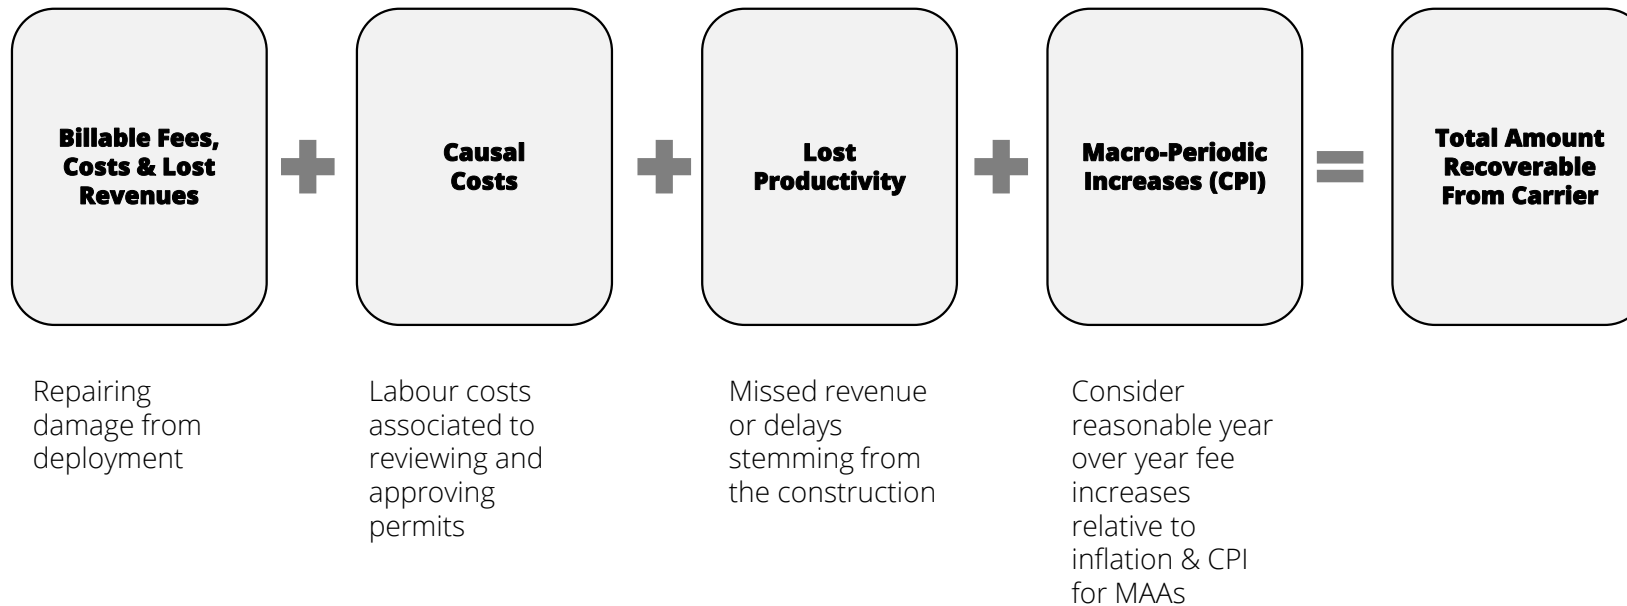 Billable Fees,
Costs & Lost
Revenues
Causal
Costs
Lost
Productivity
Macro-Periodic
Increases (CPI)
Total Amount
Recoverable
From Carrier
Repairing
damage from
deployment
Labour costs
associated to
reviewing and
approving
permits
Missed revenue
or delays
stemming from
the construction
Consider
reasonable year
over year fee
increases
relative to
inflation & CPI
for MAAs